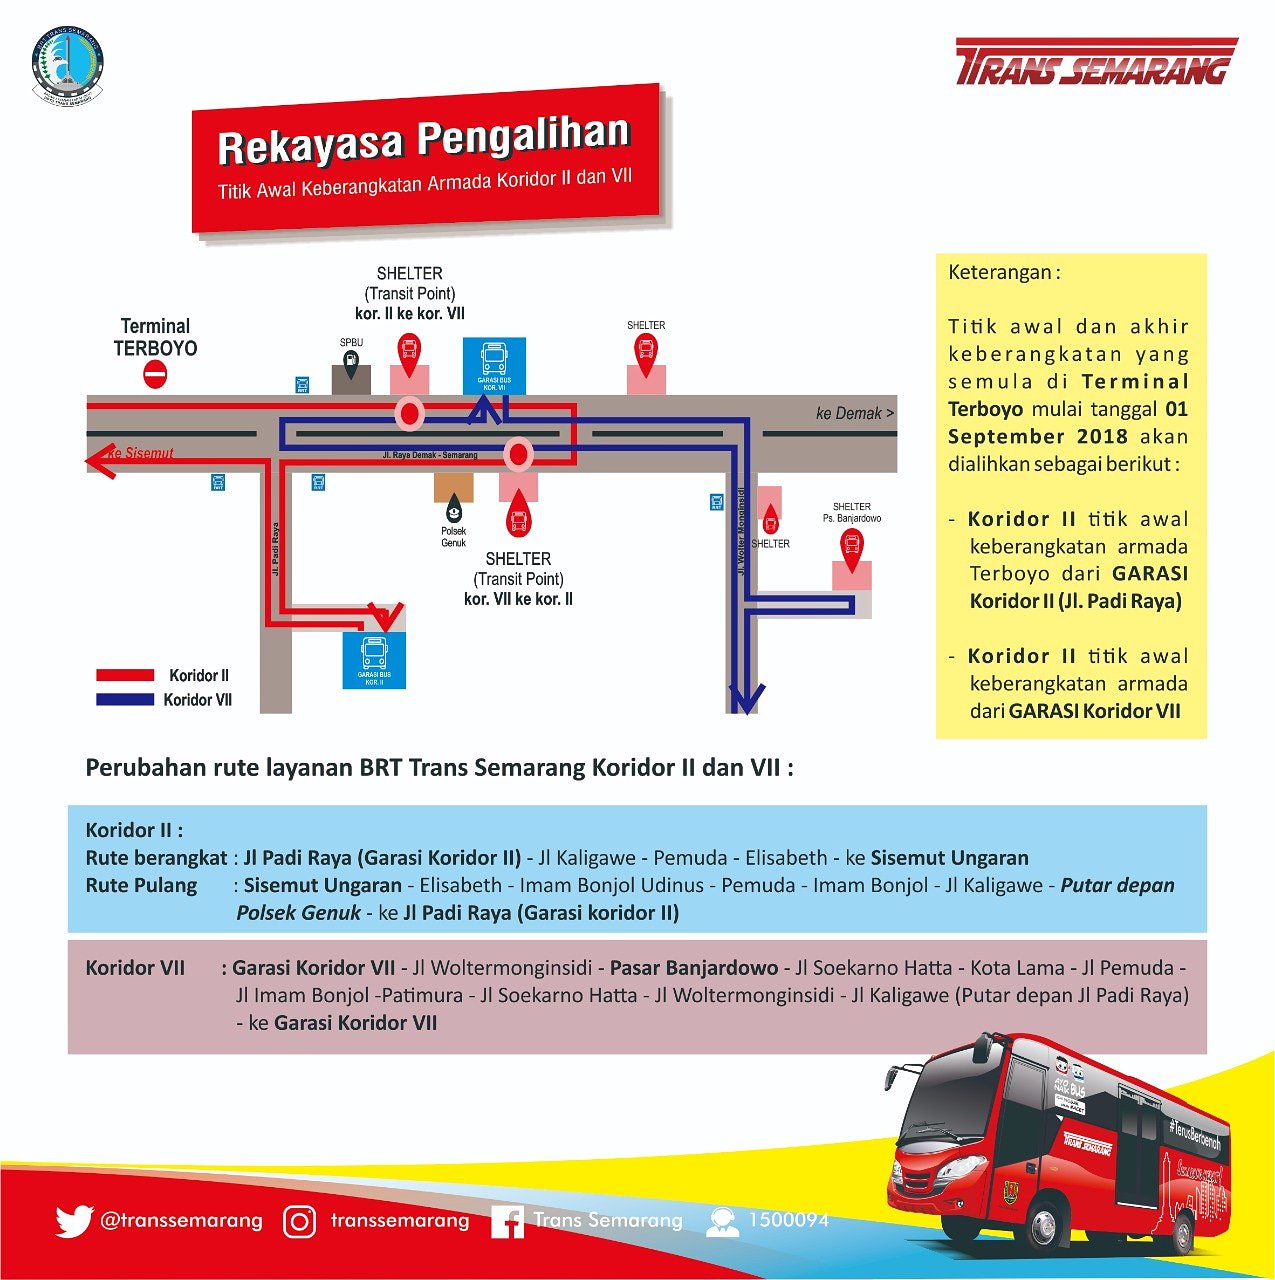 BRT TRANS SEMARANG
TRANS SEMARANG
Rekayasa Pengalihan
Titik Awal Keberangkatan Armada Koridor II dan VII
SHELTER
(Transit Point)
kor. II ke kor. VII
Terminal
TERBOYO
SPBU
SHELTER
BRT
GARASI BUS
KOR. VII
ke Demak >
ke Sisemut
Jl. Raya Demak - Semarang
BRT
BRT
BRT
Jl. Padi Raya
Polsek
Genuk
SHELTER
(Transit Point)
kor. VII ke kor. II
Jl. Wolter Monginsidi
SHELTER
SHELTER
Ps. Banjardowo
GARASI BUS
KOR. II
Koridor II
Koridor VII
Keterangan :
Titik awal dan akhir
keberangkatan yang
semula di Terminal
Terboyo mulai tanggal 01
September 2018 akan
dialihkan sebagai berikut :
- Koridor II titik awal
keberangkatan armada
Terboyo dari GARASI
Koridor II (Jl. Padi Raya)
- Koridor II titik awal
keberangkatan armada
dari GARASI Koridor VII
Perubahan rute layanan BRT Trans Semarang Koridor II dan VII :
Koridor II :
Rute berangkat : Jl Padi Raya (Garasi Koridor II) - Jl Kaligawe - Pemuda - Elisabeth - ke Sisemut Ungaran
Rute Pulang : Sisemut Ungaran - Elisabeth - Imam Bonjol Udinus - Pemuda - Imam Bonjol - Jl Kaligawe - Putar depan
Polsek Genuk - ke Jl Padi Raya (Garasi koridor II)
Koridor VII : Garasi Koridor VII - Jl Woltermonginsidi - Pasar Banjardowo - Jl Soekarno Hatta - Kota Lama - Jl Pemuda -
Jl Imam Bonjol -Patimura - Jl Soekarno Hatta - Jl Woltermonginsidi - Jl Kaligawe (Putar depan Jl Padi Raya)
- ke Garasi Koridor VII
AYO
NAIK BUS
#TerusBerbenah
TRANS SEMARANG
@transsemarang
transsemarang
Trans Semarang
1500094